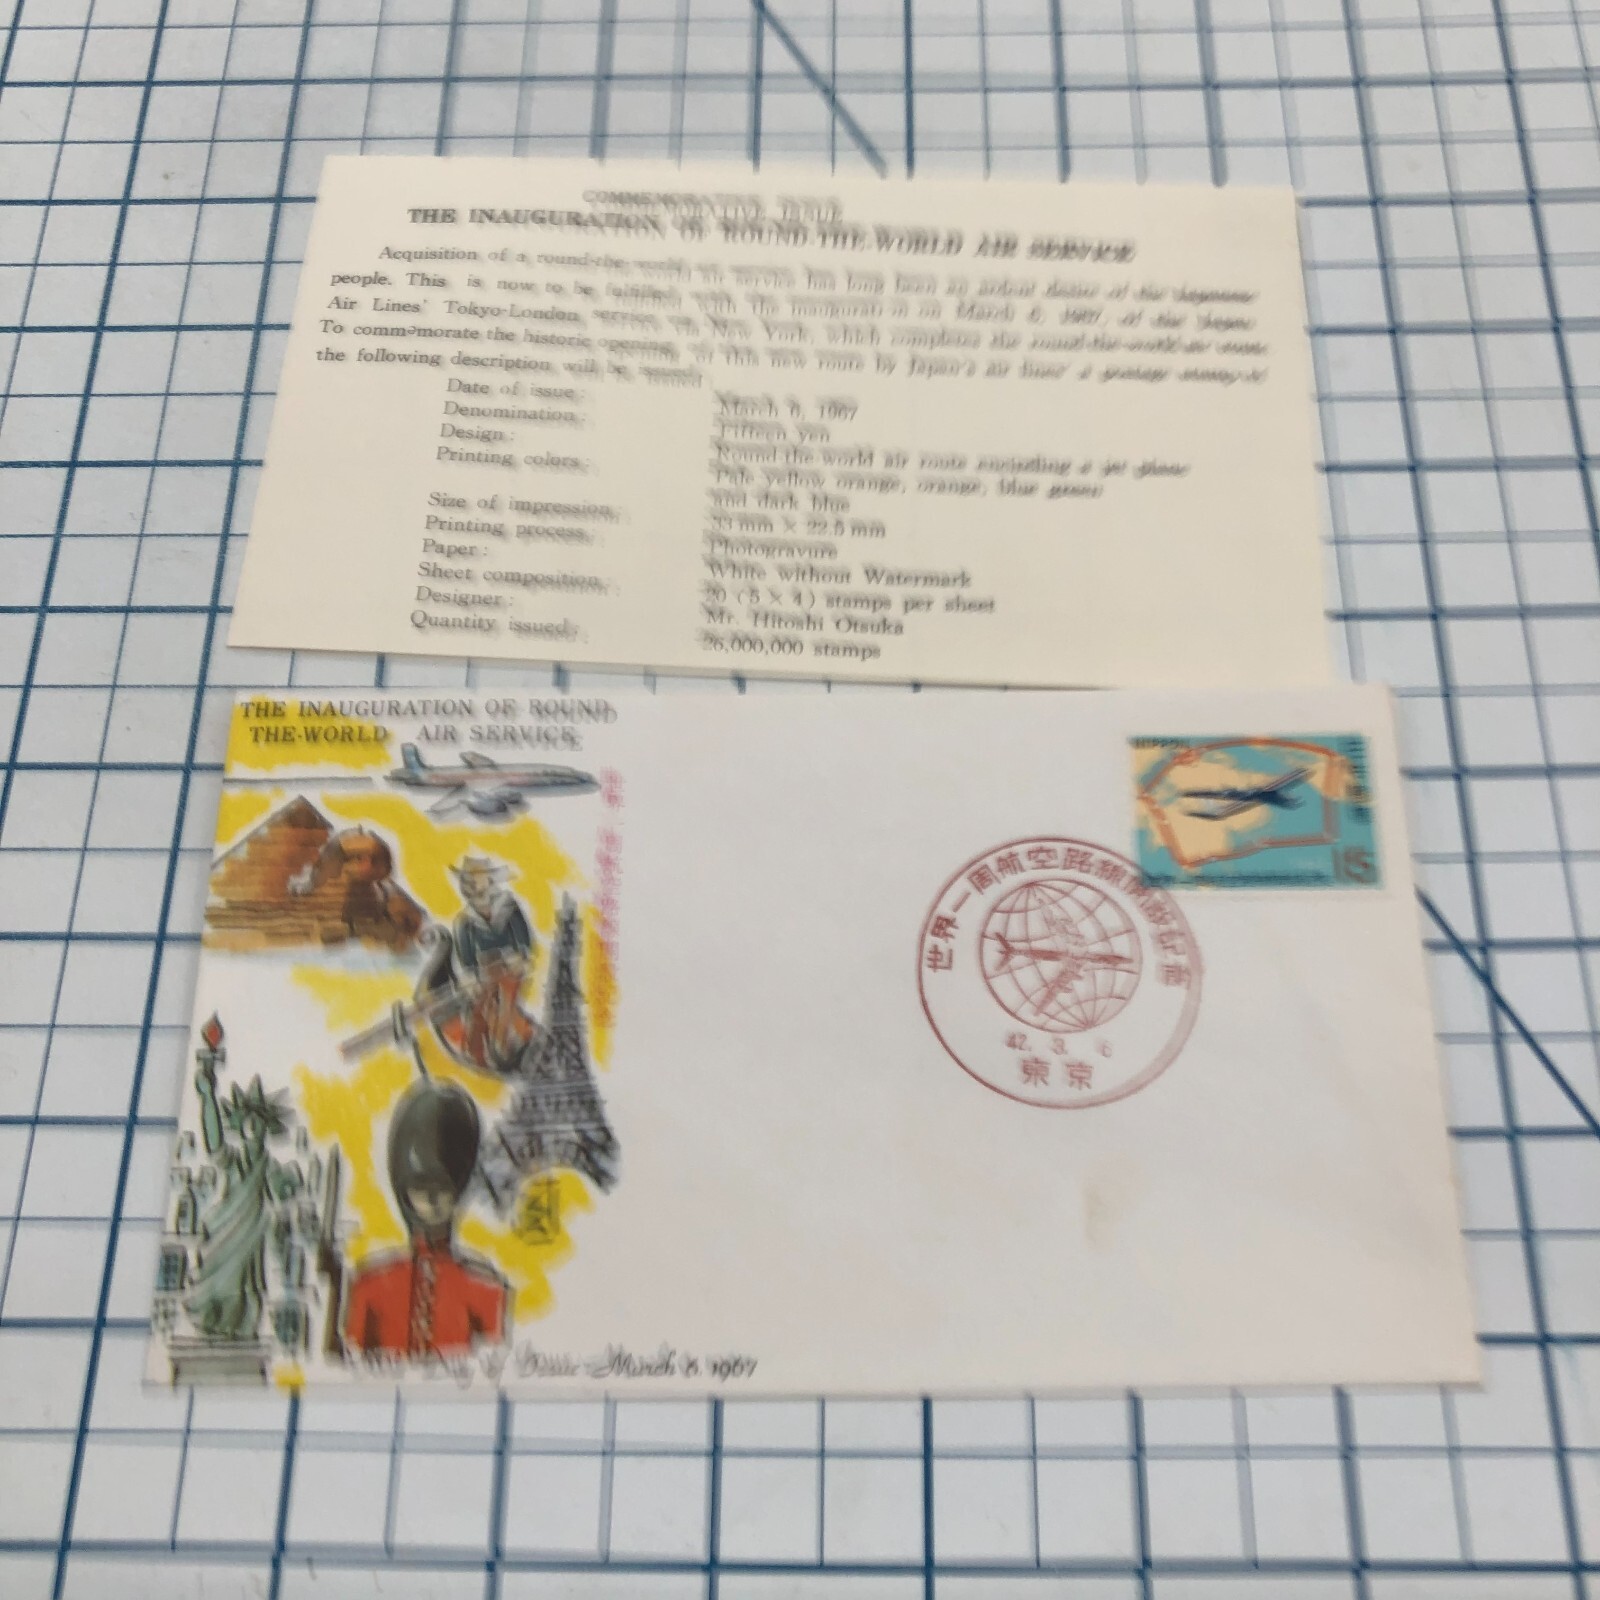 COMMEMORATIVE ISSUE
THE INAUGURATION OF ROUND-THE-WORLD AIR SERVICE
Acquisition of a round-the-world air service has long been an ardent desire of the Japanese
people. This is now to be fulfilled with the inauguration on March 6, 1967, of the Japan
Air Lines' Tokyo-London service via New York, which completes the round-the-world air route.
To commemorate the historic opening of this new route by Japan's air lines' a postage stamp of
the following description will be issued:
Date of issue: March 6, 1967
Denomination: Fifteen yen
Design: Round-the-world air route encircling a jet plane
Printing colors: Pale yellow orange, orange, blue green
and dark blue
Size of impression: 33 mm × 22.5 mm
Printing process: Photogravure
Paper: White without Watermark
Sheet composition: 20 (5 × 4) stamps per sheet
Designer: Mr. Hitoshi Otsuka
Quantity issued: 26,000,000 stamps
THE INAUGURATION OF ROUND-
THE-WORLD AIR SERVICE
NIPPON
15
世界一周航空路線開設記念
42. 3. 6
東京
Day of Issue-March 6. 1967